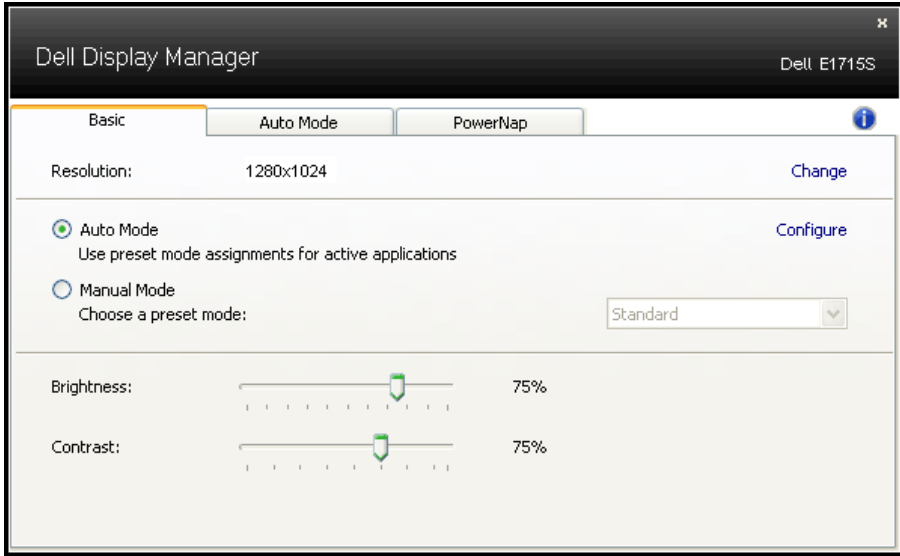 x
Dell Display Manager
Dell E1715S
Basic
Auto Mode
PowerNap
i
Resolution:
1280x1024
Change
Auto Mode
Configure
Use preset mode assignments for active applications
Manual Mode
Choose a preset mode:
Standard
Brightness:
75%
Contrast:
75%